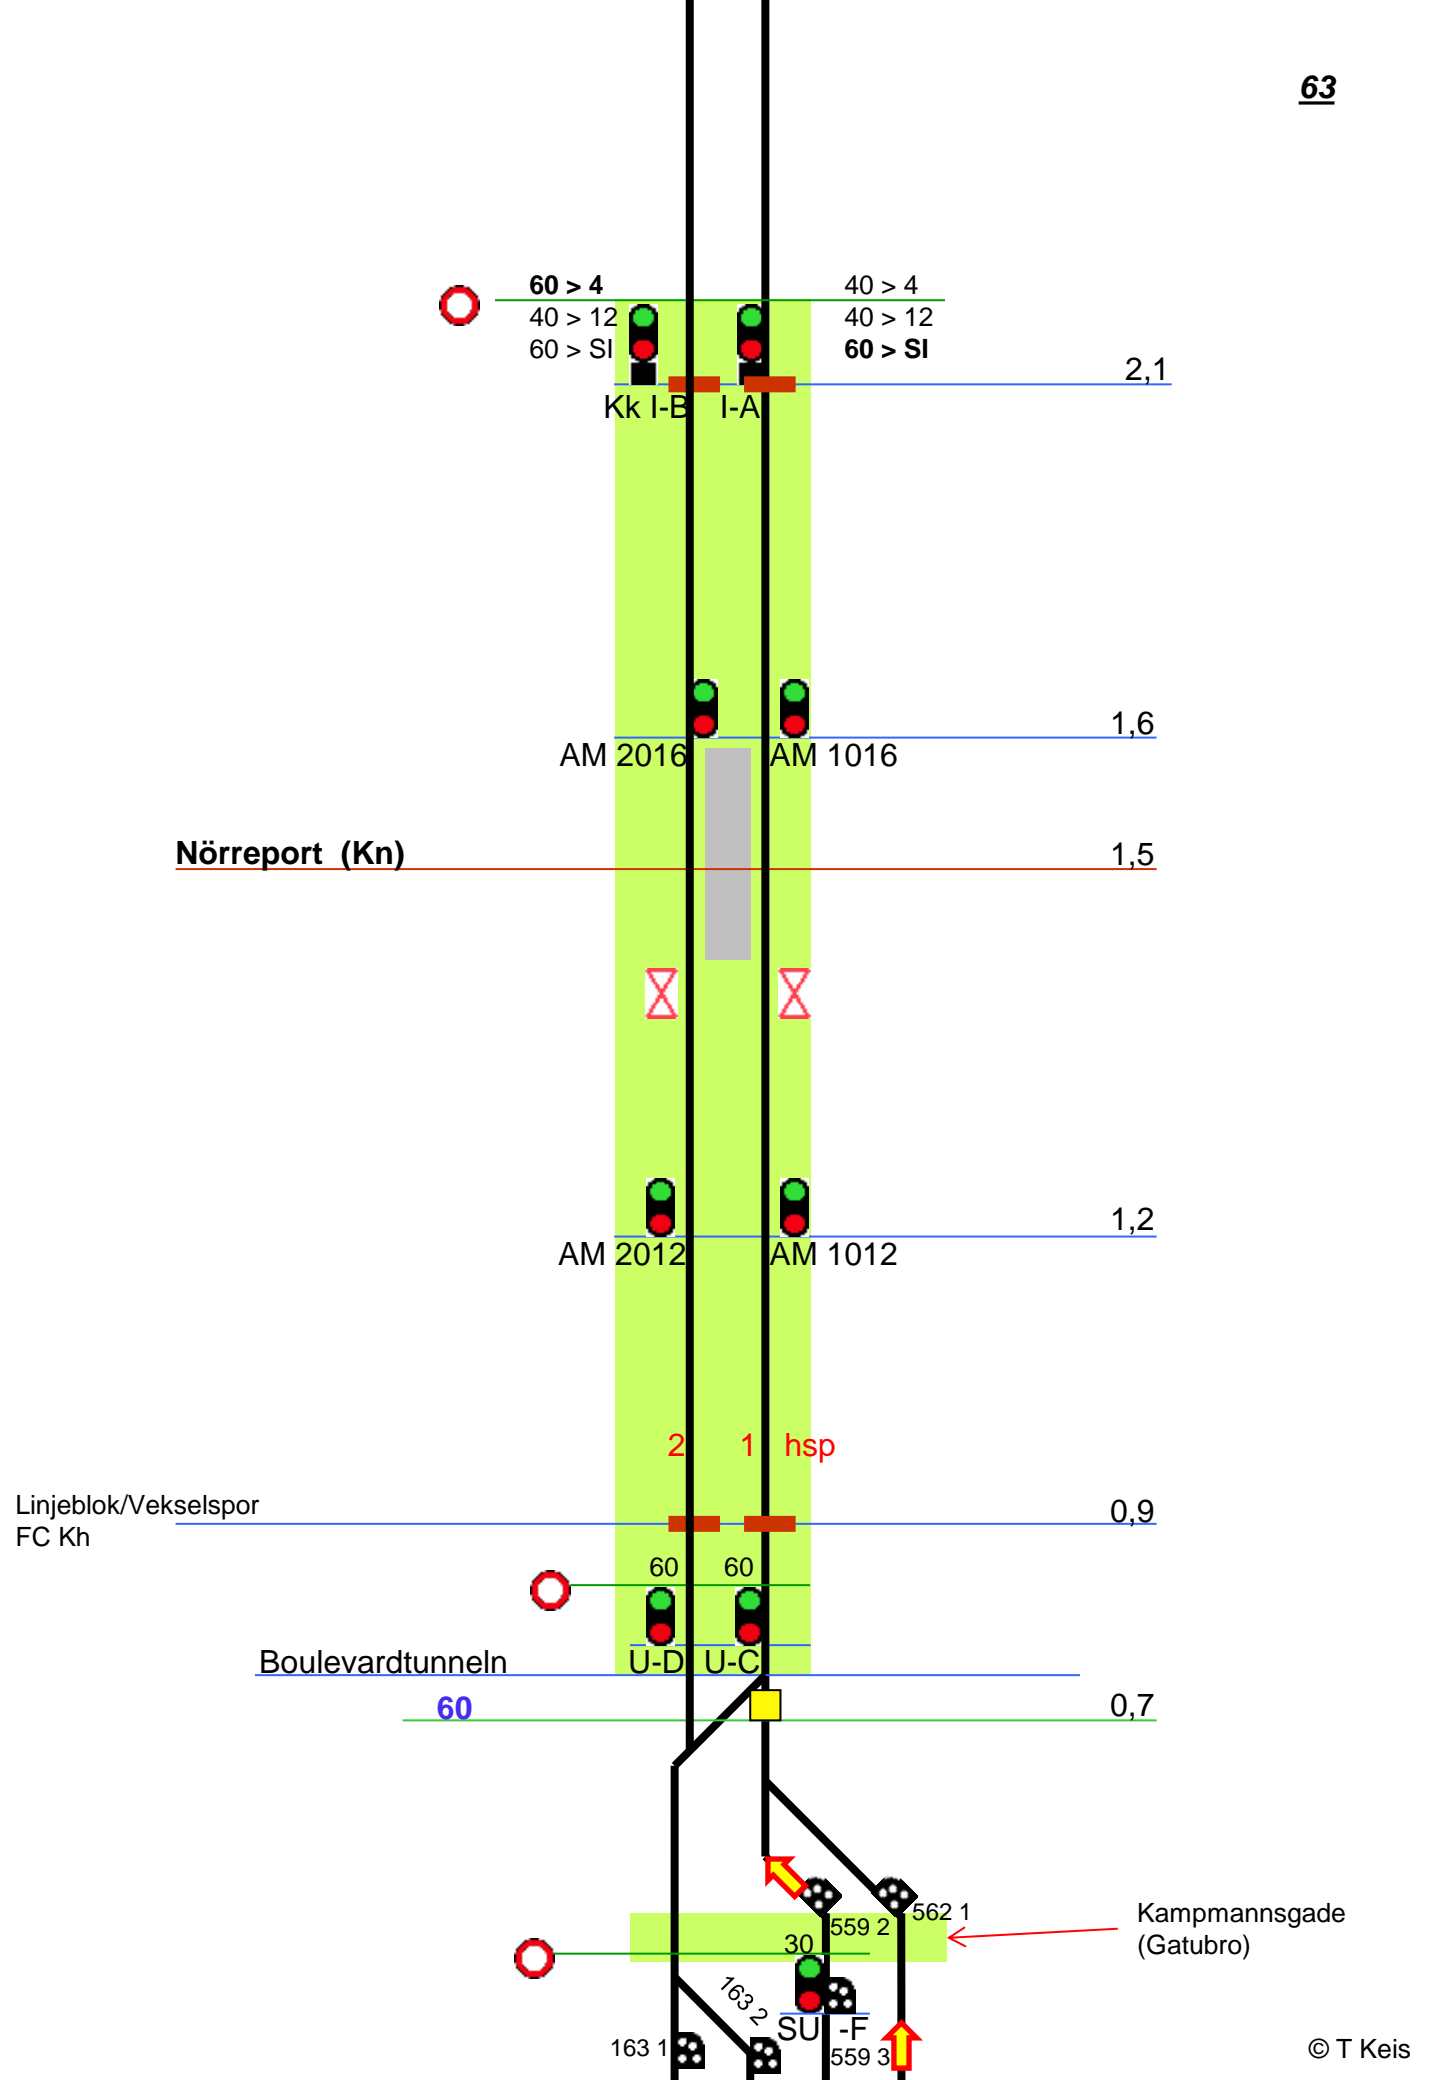 63
60 > 4
40 > 4
40 > 12
40 > 12
60 > SI
60 > SI
2,1
Kk I-B
I-A
1,6
AM 2016
AM 1016
Nörreport (Kn)
1,5
1,2
AM 2012
AM 1012
2
1
hsp
Linjeblok/Vekselspor
FC Kh
0,9
60
60
U-D
U-C
Boulevardtunneln
60
0,7
562 1
559 2
Kampmannsgade
(Gatubro)
30
163 2
SU -F
163 1
559 3
© T Keis